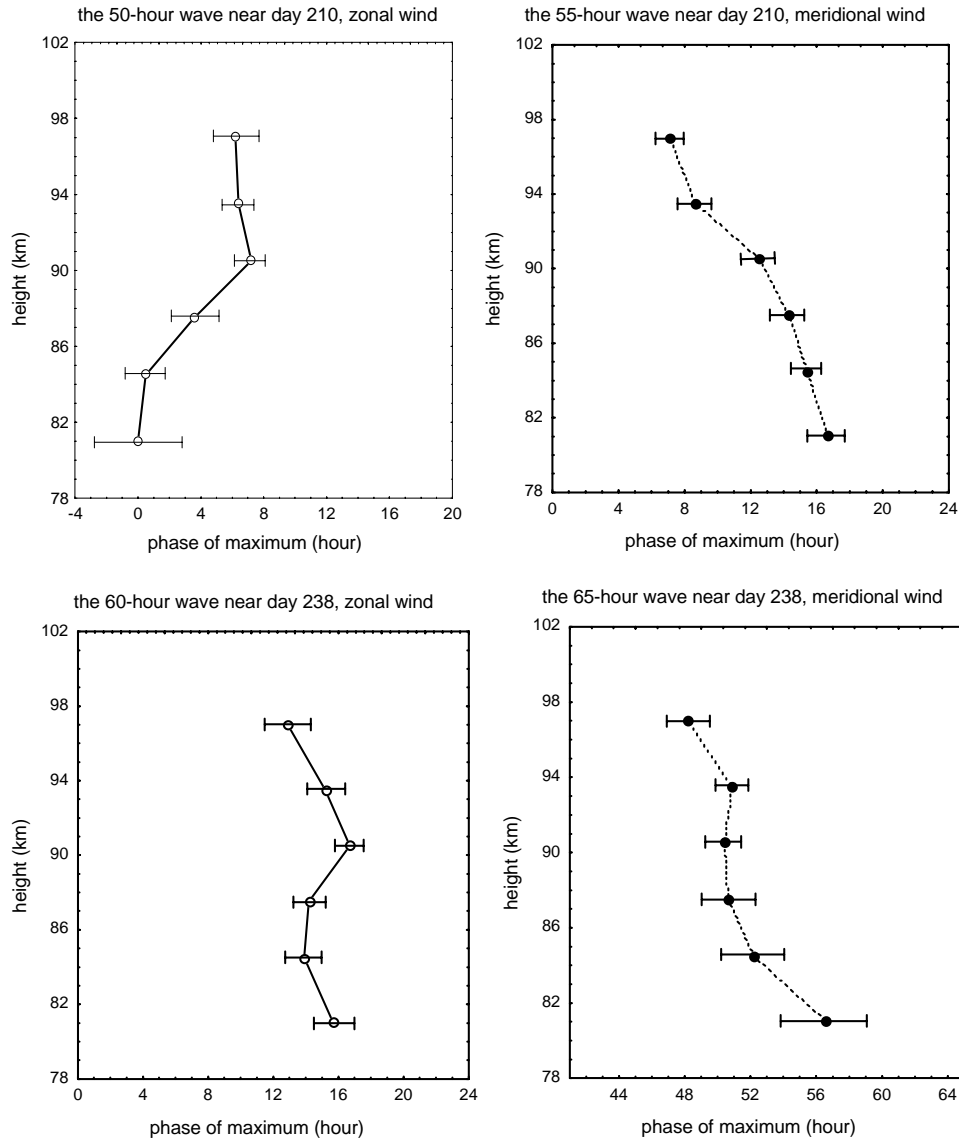 the 50-hour wave near day 210, zonal wind
102
98
94
90
86
82
78
height (km)
-4 0 4 8 12 16 20
phase of maximum (hour)
the 55-hour wave near day 210, meridional wind
102
98
94
90
86
82
78
height (km)
0 4 8 12 16 20 24
phase of maximum (hour)
the 60-hour wave near day 238, zonal wind
102
98
94
90
86
82
78
height (km)
0 4 8 12 16 20 24
phase of maximum (hour)
the 65-hour wave near day 238, meridional wind
102
98
94
90
86
82
78
height (km)
44 48 52 56 60 64
phase of maximum (hour)